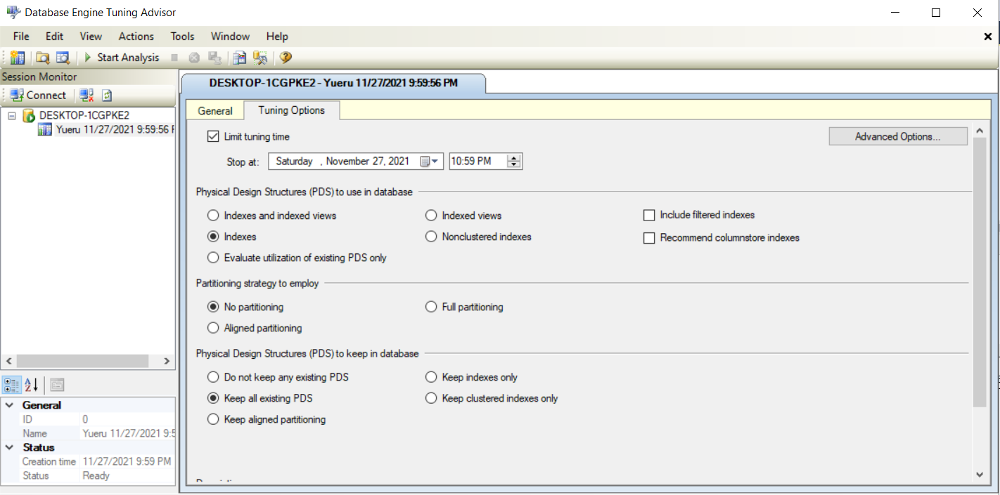 Database Engine Tuning Advisor
File Edit View Actions Tools Window Help
Start Analysis
Session Monitor
Connect
DESKTOP-1CGPKE2
Yueru 11/27/2021 9:59:56
General
ID 0
Name Yueru 11/27/2021 9:5
Status
Creation time 11/27/2021 9:59 PM
Status Ready
DESKTOP-1CGPKE2 - Yueru 11/27/2021 9:59:56 PM
General Tuning Options
Limit tuning time Advanced Options...
Stop at: Saturday , November 27, 2021 10:59 PM
Physical Design Structures (PDS) to use in database
Indexes and indexed views Indexed views Include filtered indexes
Indexes Nonclustered indexes Recommend columnstore indexes
Evaluate utilization of existing PDS only
Partitioning strategy to employ
No partitioning Full partitioning
Aligned partitioning
Physical Design Structures (PDS) to keep in database
Do not keep any existing PDS Keep indexes only
Keep all existing PDS Keep clustered indexes only
Keep aligned partitioning